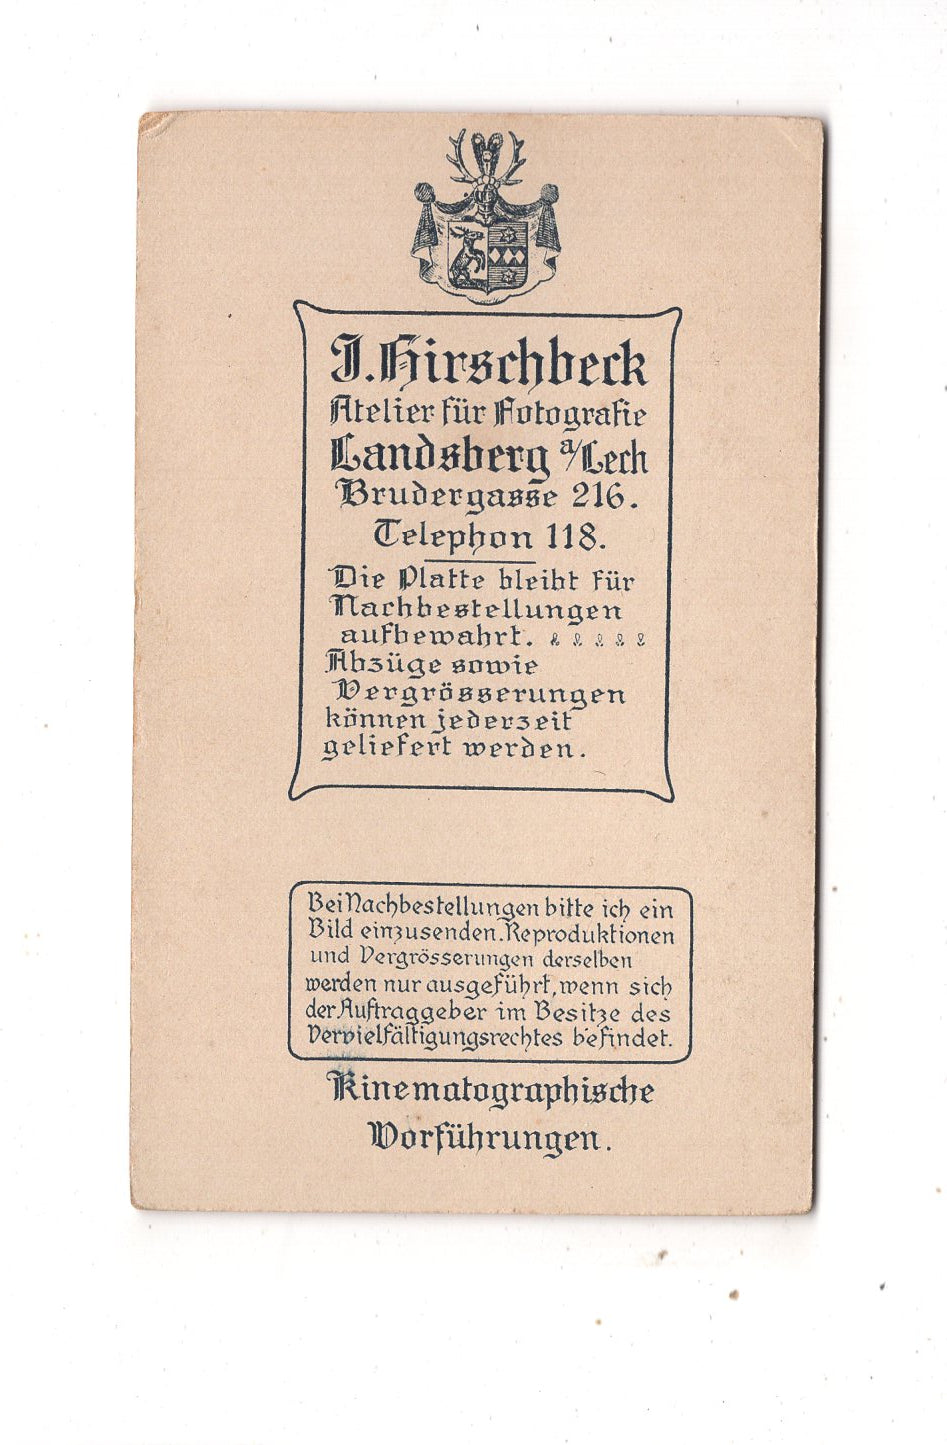 J. Hirschbeck
Atelier für Fotografie
Landsberg a/Lech
Brudergasse 216.
Telephon 118.
Die Platte bleibt für
Nachbestellungen
aufbewahrt.
Abzüge sowie
Vergrösserungen
können jederzeit
geliefert werden.
Bei Nachbestellungen bitte ich ein
Bild einzusenden. Reproduktionen
und Vergrösserungen derselben
werden nur ausgeführt, wenn sich
der Auftraggeber im Besitze des
Vervielfältigungsrechtes befindet.
Kinematographische
Vorführungen.